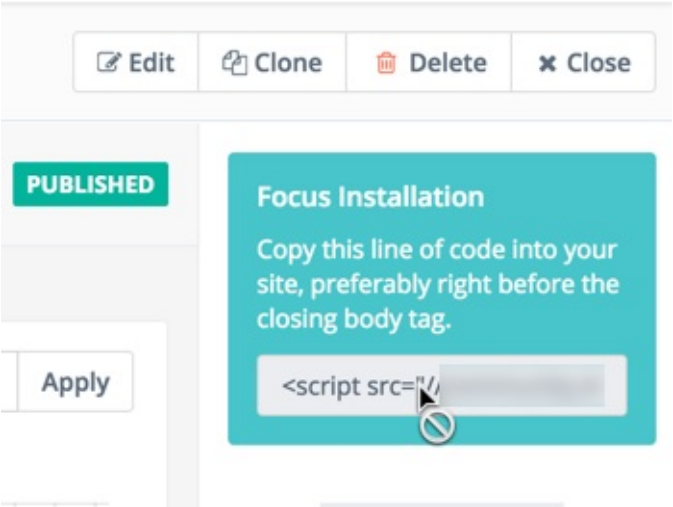 Edit Clone Delete Close
PUBLISHED
Focus Installation
Copy this line of code into your
site, preferably right before the
closing body tag.
<script src="//
Apply